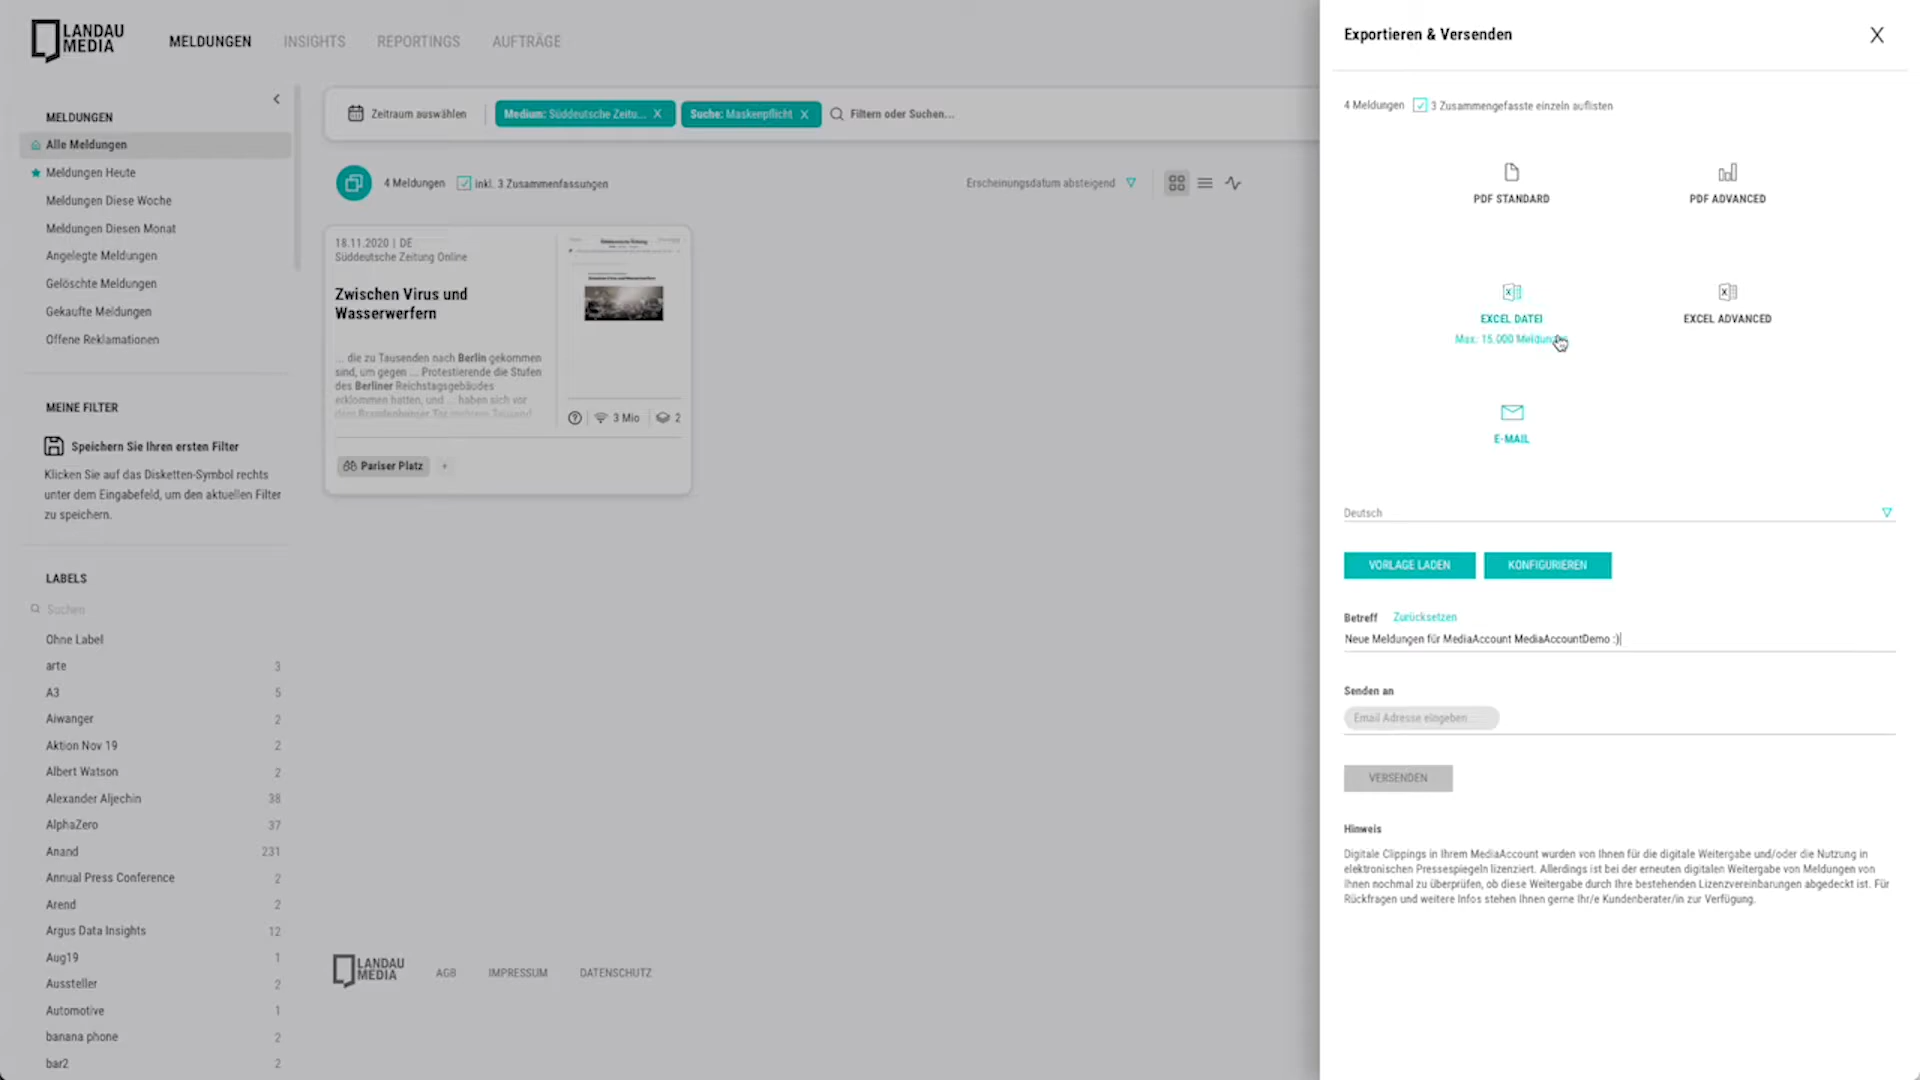 LANDAU
MEDIA
MELDUNGEN
INSIGHTS
REPORTINGS
AUFTRÄGE
MELDUNGEN
Alle Meldungen
Meldungen Heute
Meldungen Diese Woche
Meldungen Diesen Monat
Angelegte Meldungen
Gelöschte Meldungen
Gekaufte Meldungen
Offene Reklamationen
MEINE FILTER
Speichern Sie Ihren ersten Filter
Klicken Sie auf das Disketten-Symbol rechts
unter dem Eingabefeld, um den aktuellen Filter
zu speichern.
LABELS
Suchen
Ohne Label
arte 3
A3 5
Aiwanger 2
Aktion Nov 19 2
Albert Watson 2
Alexander Aljechin 38
AlphaZero 37
Anand 231
Annual Press Conference 2
Arend 2
Argus Data Insights 12
Aug19 1
Aussteller 2
Automotive 1
banana phone 2
bar2 2
Zeitraum auswählen
Medium: Süddeutsche Zeitu... X
Suche: Maskenpflicht X
Filtern oder Suchen...
4 Meldungen
Inkl. 3 Zusammenfassungen
Erscheinungsdatum absteigend
18.11.2020 | DE
Süddeutsche Zeitung Online
Zwischen Virus und
Wasserwerfern
... die zu Tausenden nach Berlin gekommen
sind, um gegen ... Protestierende die Stufen
des Berliner Reichstagsgebäudes
erklommen hatten, und ... haben sich vor
dem Brandenburger Tor mehrere Tausend
3 Mio
2
Pariser Platz
+
LANDAU
MEDIA
AGB
IMPRESSUM
DATENSCHUTZ
Exportieren & Versenden
X
4 Meldungen
3 Zusammengefasste einzeln auflisten
PDF STANDARD
PDF ADVANCED
EXCEL DATEI
Max: 15.000
EXCEL ADVANCED
E-MAIL
Deutsch
VORLAGE LADEN
KONFIGURIEREN
Betreff
Zurücksetzen
Neue Meldungen für MediaAccount MediaAccountDemo :)
Senden an
Email Adresse eingeben
VERSENDEN
Hinweis
Digitale Clippings in Ihrem MediaAccount wurden von Ihnen für die digitale Weitergabe und/oder die Nutzung in
elektronischen Pressespiegeln lizenziert. Allerdings ist bei der erneuten digitalen Weitergabe von Meldungen von
Ihnen nochmal zu überprüfen, ob diese Weitergabe durch Ihre bestehenden Lizenzvereinbarungen abgedeckt ist. Für
Rückfragen und weitere Infos stehen Ihnen gerne Ihr/e Kundenberater/in zur Verfügung.